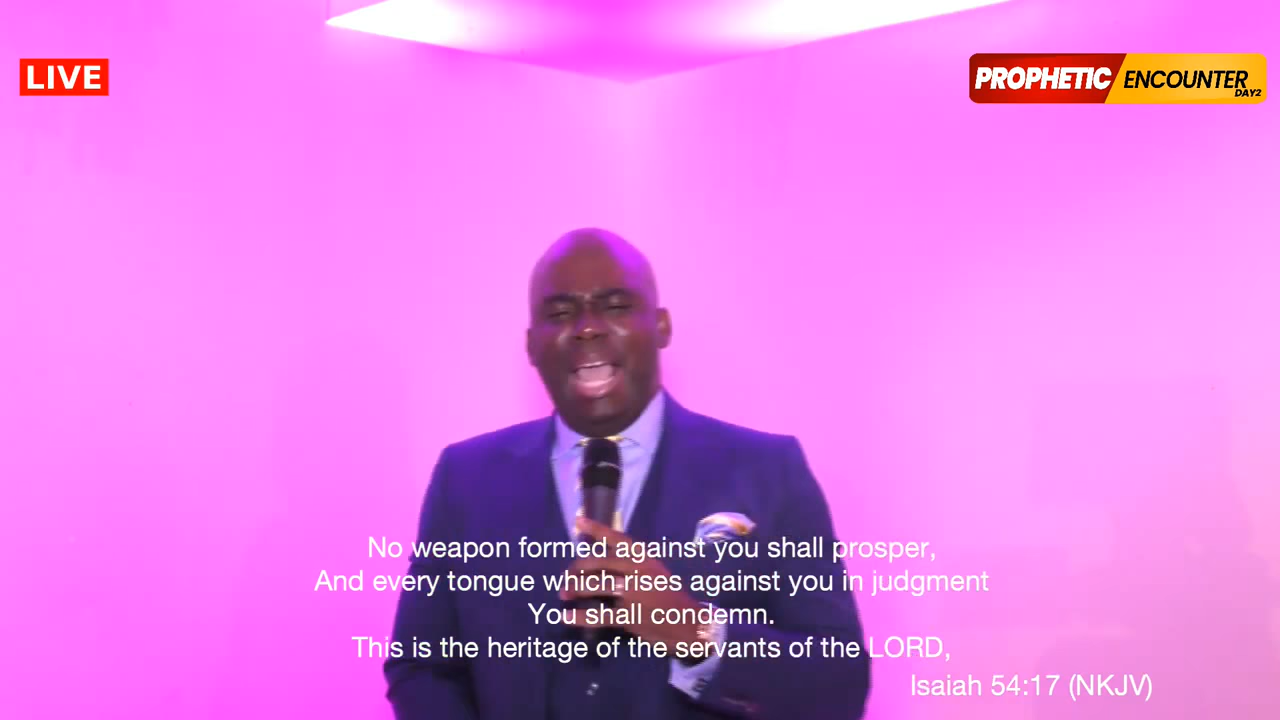 LIVE
PROPHETIC ENCOUNTER
DAY2
No weapon formed against you shall prosper,
And every tongue which rises against you in judgment
You shall condemn.
This is the heritage of the servants of the LORD,
Isaiah 54:17 (NKJV)